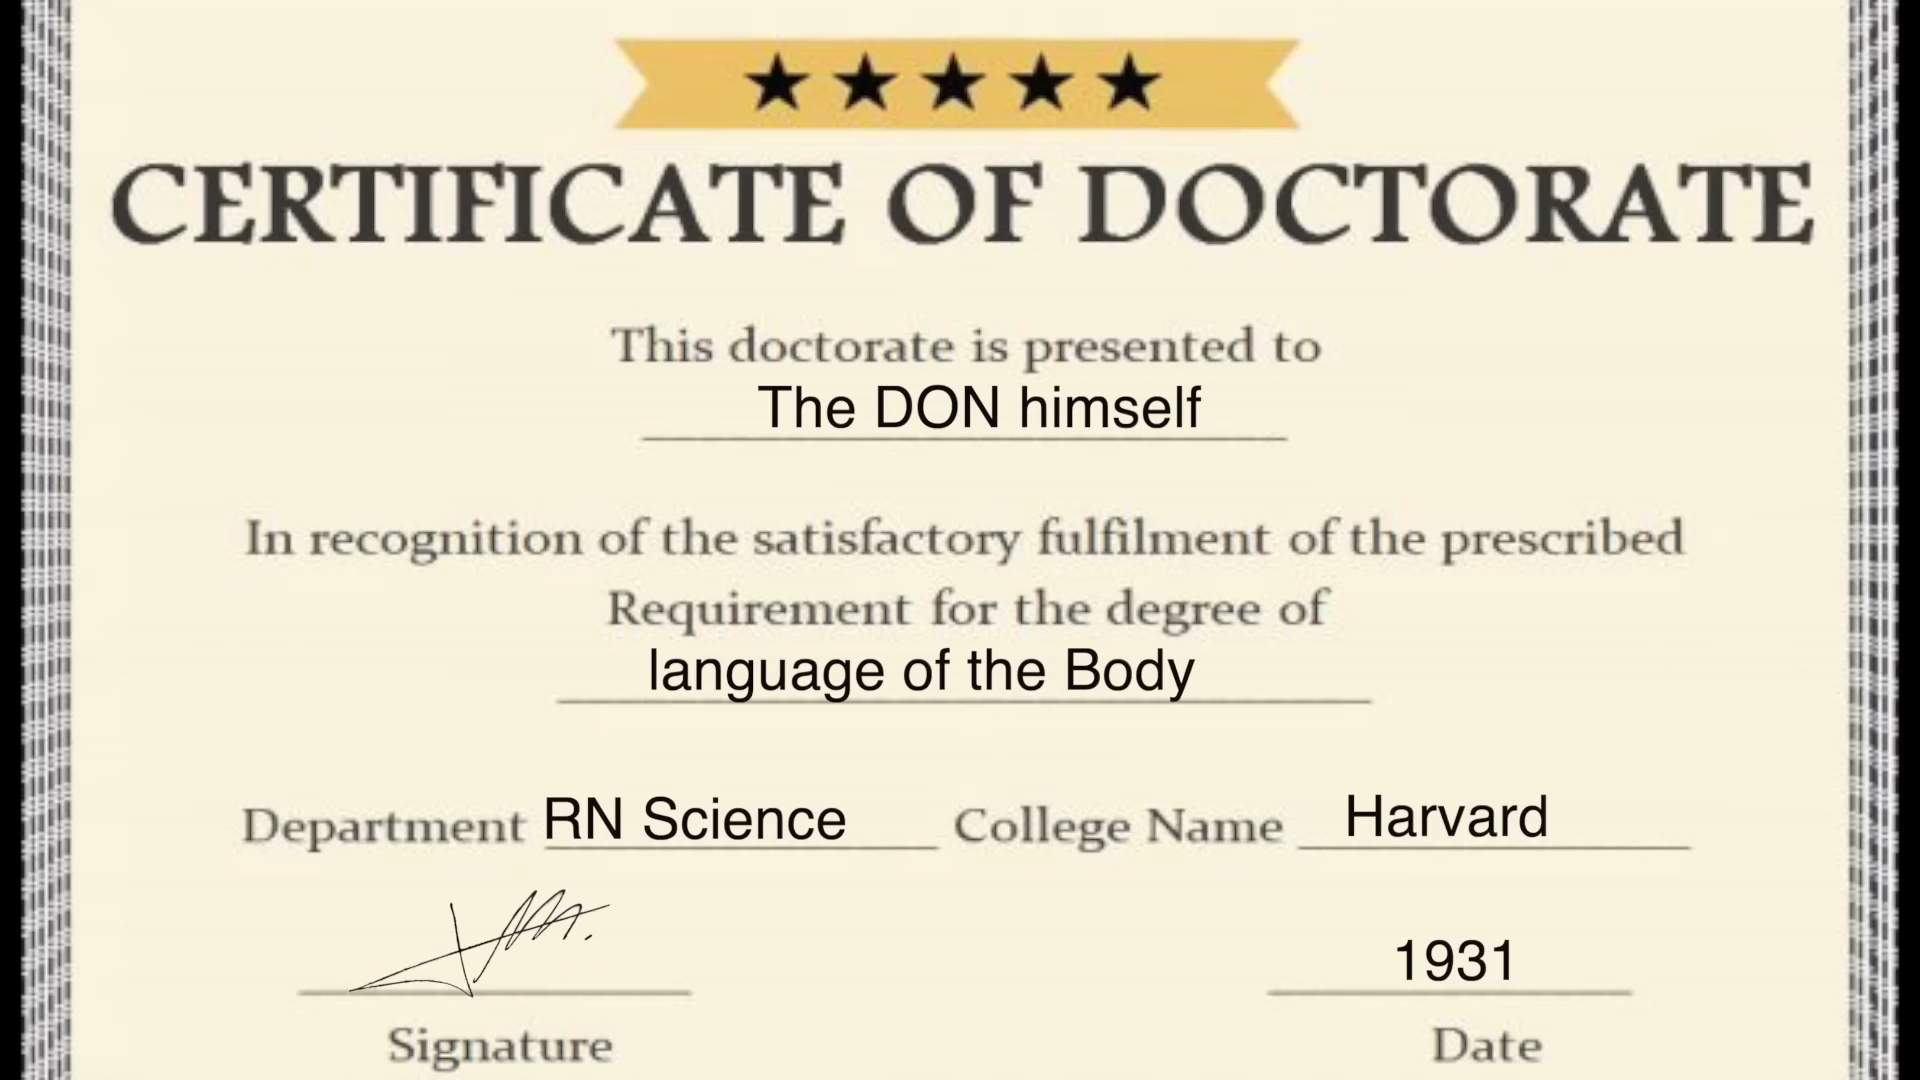 CERTIFICATE OF DOCTORATE
This doctorate is presented to
The DON himself
In recognition of the satisfactory fulfilment of the prescribed
Requirement for the degree of
language of the Body
Department RN Science College Name Harvard
1931
Signature Date